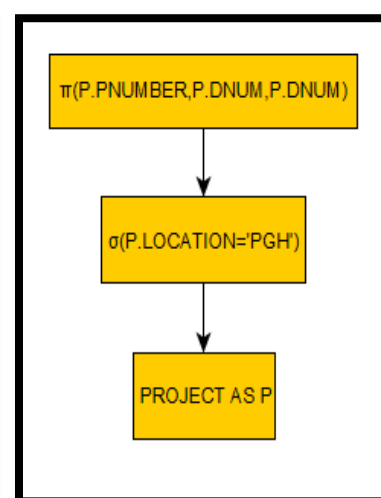 π(P.PNUMBER,P.DNUM,P.DNUM)
σ(P.LOCATION='PGH')
PROJECT AS P